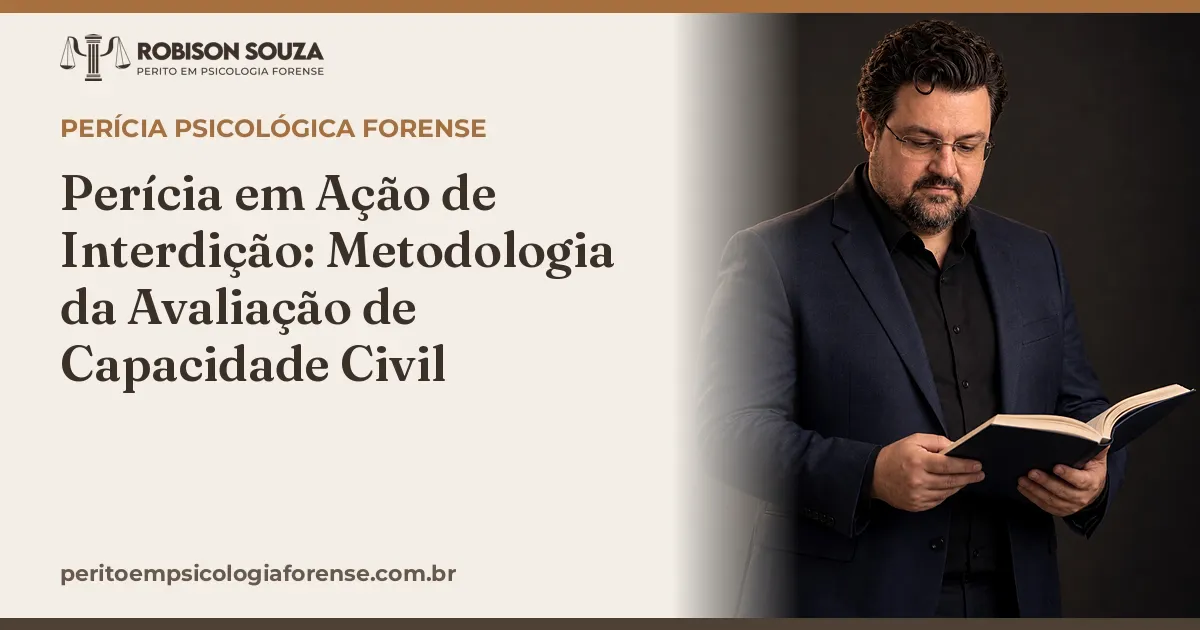 ROBISON SOUZA
PERITO EM PSICOLOGIA FORENSE
PERÍCIA PSICOLÓGICA FORENSE
Perícia em Ação de
Interdição: Metodologia
da Avaliação de
Capacidade Civil
peritoempsicologiaforense.com.br